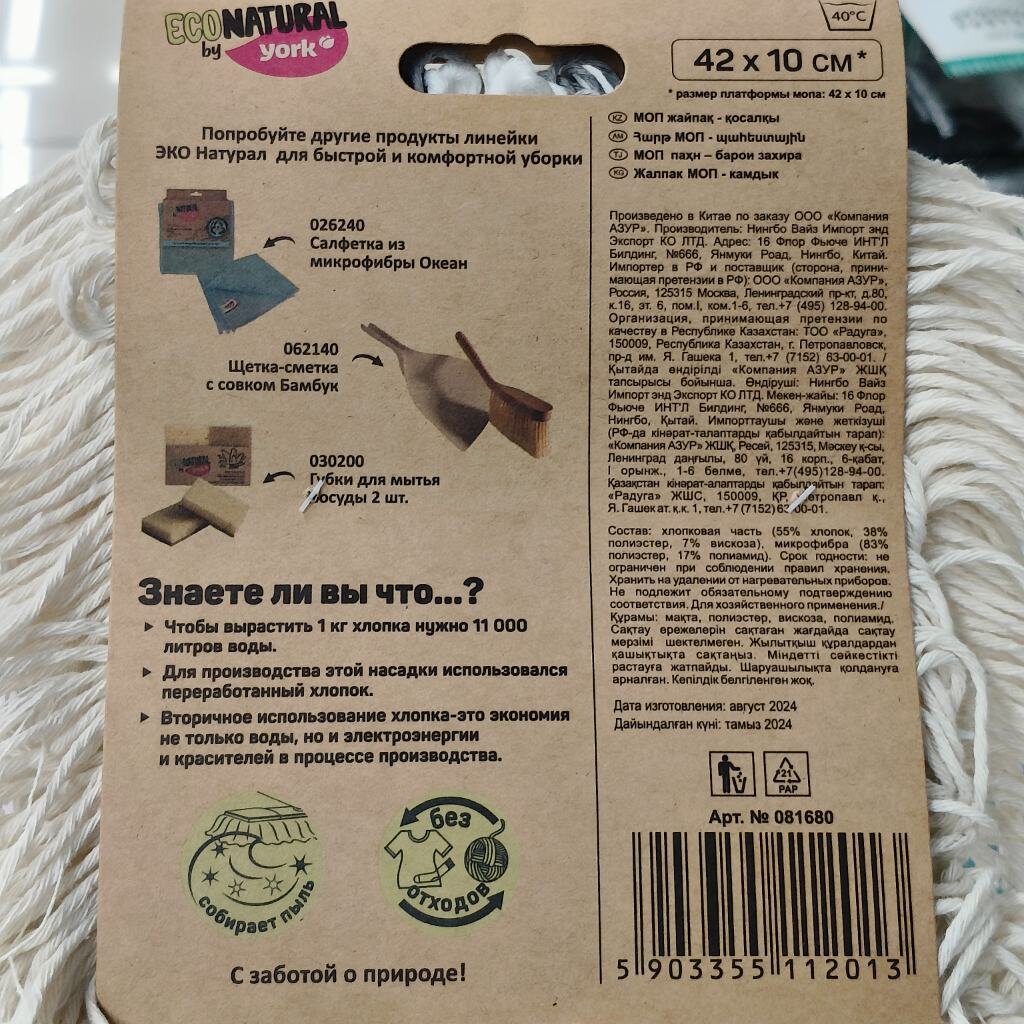 ECONATURAL
by york
40°C
42 х 10 СМ*
* размер платформы мопа: 42 х 10 см
Попробуйте другие продукты линейки
ЭКО Натурал для быстрой и комфортной уборки
026240
Салфетка из
микрофибры Океан
062140
Щетка-сметка
с совком Бамбук
030200
Губки для мытья
посуды 2 шт.
Знаете ли вы что...?
Чтобы вырастить 1 кг хлопка нужно 11 000
литров воды.
Для производства этой насадки использовался
переработанный хлопок.
Вторичное использование хлопка-это экономия
не только воды, но и электроэнергии
и красителей в процессе производства.
собирает пыль
без
отходов
С заботой о природе!
KZ МОП жайпақ - қосалқы
AM Հարթ ՄՈՊ - պահեստային
TJ МОП паҳн – барои захира
KG Жалпак МОП - камдык
Произведено в Китае по заказу ООО «Компания
АЗУР». Производитель: Нингбо Вайз Импорт энд
Экспорт КО ЛТД. Адрес: 16 Флор Фьюче ИНТ'Л
Билдинг, №666, Янмуки Роад, Нингбо, Китай.
Импортер в РФ и поставщик (сторона, прини-
мающая претензии в РФ): ООО «Компания АЗУР»,
Россия, 125315 Москва, Ленинградский пр-кт, д.80,
к.16, эт. 6, пом.I, ком.1-6, тел.+7 (495) 128-94-00.
Организация, принимающая претензии по
качеству в Республике Казахстан: ТОО «Радуга»,
150009, Республика Казахстан, г. Петропавловск,
пр-д им. Я. Гашека 1, тел.+7 (7152) 63-00-01. /
Қытайда өндірілді «Компания АЗУР» ЖШҚ
тапсырысы бойынша. Өндіруші: Нингбо Вайз
Импорт энд Экспорт КО ЛТД. Мекен-жайы: 16 Флор
Фьюче ИНТ'Л Билдинг, №666, Янмуки Роад,
Нингбо, Қытай. Импорттаушы және жеткізуші
(РФ-да кінәрат-талаптарды қабылдайтын тарап):
«Компания АЗУР» ЖШҚ, Ресей, 125315, Мәскеу қ-сы,
Ленинград даңғылы, 80 үй, 16 корп., 6-қабат,
I орынж., 1-6 бөлме, тел.+7(495)128-94-00.
Қазақстан кінәрат-алаптарды қабылдайтын тарап:
«Радуга» ЖШС, 150009, ҚР, Петропавл қ.,
Я. Гашек ат. қ.к. 1, тел.+7 (7152) 63-00-01.
Состав: хлопковая часть (55% хлопок, 38%
полиэстер, 7% вискоза), микрофибра (83%
полиэстер, 17% полиамид). Срок годности: не
ограничен при соблюдении правил хранения.
Хранить на удалении от нагревательных приборов.
Не подлежит обязательному подтверждению
соответствия. Для хозяйственного применения./
Құрамы: мақта, полиэстер, вискоза, полиамид.
Сақтау ережелерін сақтаған жағдайда сақтау
мерзімі шектелмеген. Жылытқыш құралдардан
қашықтықта сақтаңыз. Міндетті сәйкестікті
растауға жатпайды. Шаруашылықта қолдануға
арналған. Кепілдік белгіленген жоқ.
Дата изготовления: август 2024
Дайындалған күні: тамыз 2024
21
PAP
Арт. № 081680
5 903355 112013